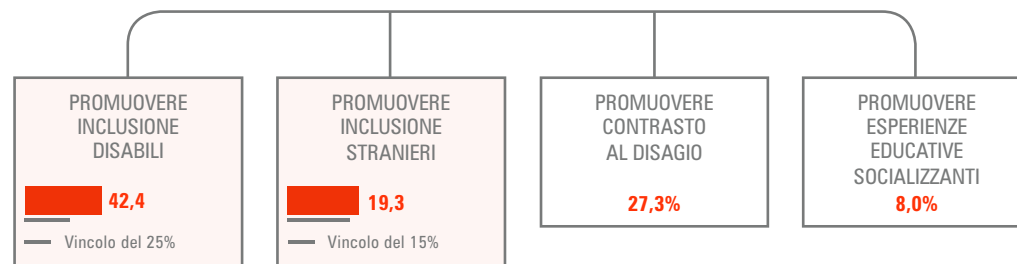 PROMUOVERE
INCLUSIONE
DISABILI
42,4
Vincolo del 25%
PROMUOVERE
INCLUSIONE
STRANIERI
19,3
Vincolo del 15%
PROMUOVERE
CONTRASTO
AL DISAGIO
27,3%
PROMUOVERE
ESPERIENZE
EDUCATIVE
SOCIALIZZANTI
8,0%